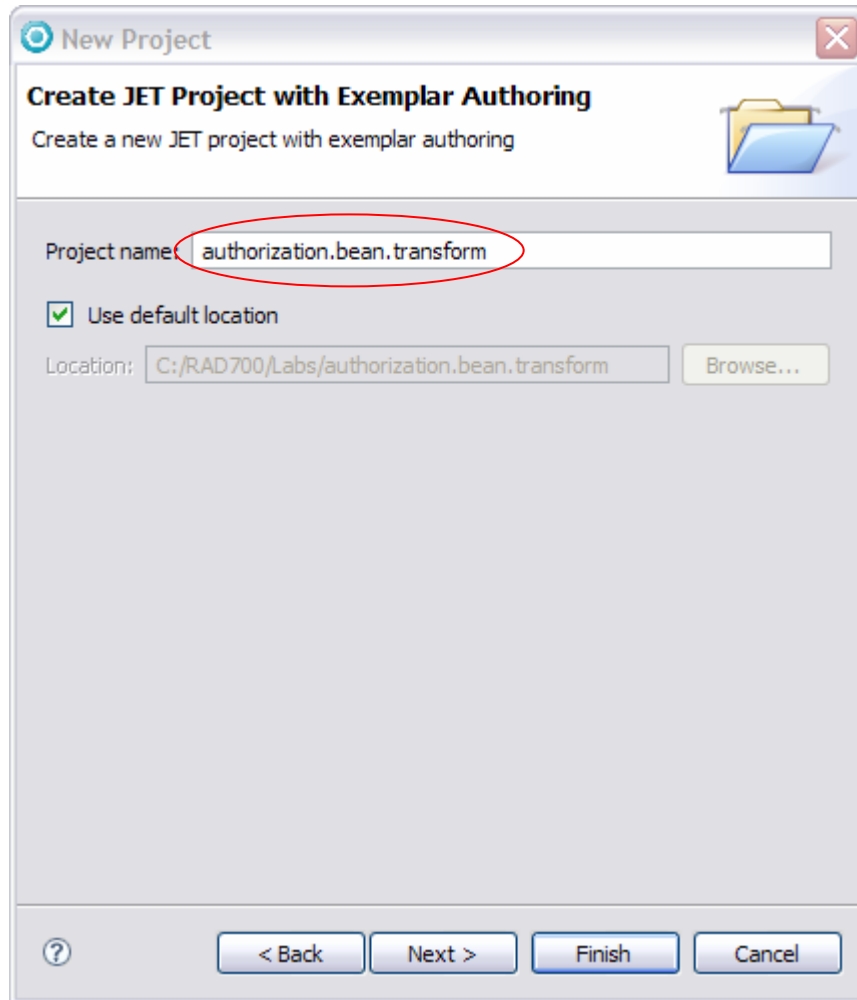 New Project
Create JET Project with Exemplar Authoring
Create a new JET project with exemplar authoring
Project name: authorization.bean.transform
Use default location
Location: C:/RAD700/Labs/authorization.bean.transform Browse...
? < Back Next > Finish Cancel